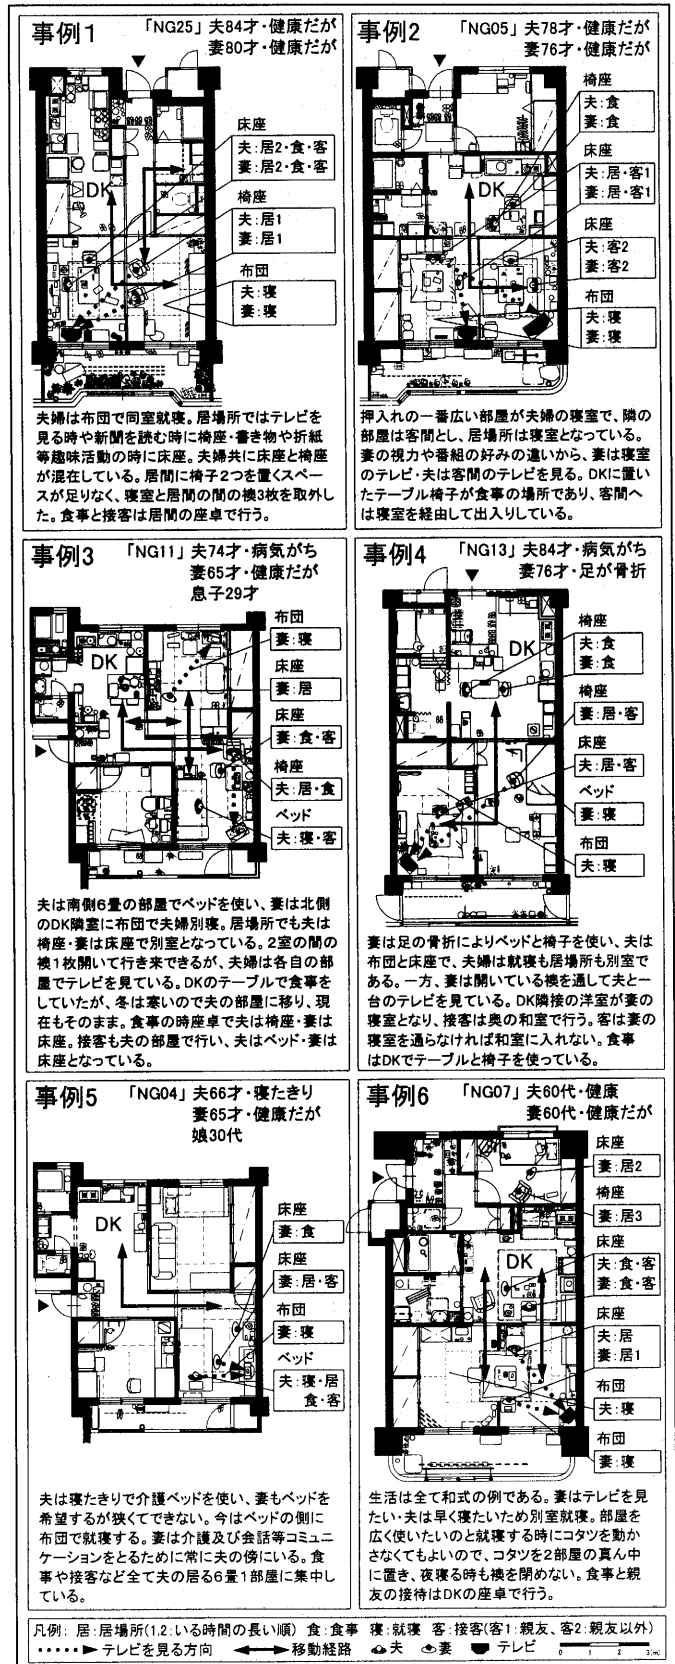 事例1 「NG25」 夫84才・健康だが
妻80才・健康だが
DK
床座
夫:居2・食・客
妻:居2・食・客
椅座
夫:居1
妻:居1
布団
夫:寝
妻:寝
夫婦は布団で同室就寝。居場所ではテレビを
見る時や新聞を読む時に椅座・書き物や折紙
等趣味活動の時に床座。夫婦共に床座と椅座
が混在している。居間に椅子2つを置くスペー
スが足りなく、寝室と居間の間の襖3枚を取外し
た。食事と接客は居間の座卓で行う。
事例2 「NG05」 夫78才・健康だが
妻76才・健康だが
DK
椅座
夫:食
妻:食
床座
夫:居・客1
妻:居・客1
床座
夫:客2
妻:客2
布団
夫:寝
妻:寝
押入れの一番広い部屋が夫婦の寝室で、隣の
部屋は客間とし、居場所は寝室となっている。
妻の視力や番組の好みの違いから、妻は寝室
のテレビ・夫は客間のテレビを見る。DKに置い
たテーブル椅子が食事の場所であり、客間へ
は寝室を経由して出入りしている。
事例3 「NG11」 夫74才・病気がち
妻65才・健康だが
息子29才
DK
布団
妻:寝
床座
妻:居
床座
妻:食・客
椅座
夫:居・食
ベッド
夫:寝・客
夫は南側6畳の部屋でベッドを使い、妻は北側
のDK隣室に布団で夫婦別寝。居場所でも夫は
椅座・妻は床座で別室となっている。2室の間の
襖1枚開いて行き来できるが、夫婦は各自の部
屋でテレビを見ている。DKのテーブルで食事を
していたが、冬は寒いので夫の部屋に移り、現
在もそのまま。食事の時座卓で夫は椅座・妻は
床座。接客も夫の部屋で行い、夫はベッド・妻は
床座となっている。
事例4 「NG13」 夫84才・病気がち
妻76才・足が骨折
DK
椅座
夫:食
妻:食
椅座
妻:居・客
床座
夫:居・客
ベッド
妻:寝
布団
夫:寝
妻は足の骨折によりベッドと椅子を使い、夫は
布団と床座で、夫婦は就寝も居場所も別室で
ある。一方、妻は開いている襖を通して夫と一
台のテレビを見ている。DK隣接の洋室が妻の
寝室となり、接客は奥の和室で行う。客は妻の
寝室を通らなければ和室に入れない。食事
はDKでテーブルと椅子を使っている。
事例5 「NG04」 夫66才・寝たきり
妻65才・健康だが
娘30代
DK
床座
妻:食
床座
妻:居・客
布団
妻:寝
ベッド
夫:寝・居
食・客
夫は寝たきりで介護ベッドを使い、妻もベッドを
希望するが狭くてできない。今はベッドの側に
布団で就寝する。妻は介護及び会話等コミュニ
ケーションをとるために常に夫の傍にいる。食
事や接客など全て夫の居る6畳1部屋に集中し
ている。
事例6 「NG07」 夫60代・健康
妻60代・健康だが
DK
床座
妻:居2
椅座
妻:居3
床座
夫:食・客
妻:食・客
床座
夫:居
妻:居1
布団
夫:寝
布団
妻:寝
生活は全て和式の例である。妻はテレビを見
たい・夫は早く寝たいため別室就寝。部屋を
広く使いたいのと就寝する時にコタツを動か
さなくてもよいので、コタツを2部屋の真ん中
に置き、夜寝る時も襖を閉めない。食事と親
友の接待はDKの座卓で行う。
凡例: 居:居場所(1,2:いる時間の長い順) 食:食事 寝:就寝 客:接客(客1:親友、客2:親友以外)
テレビを見る方向 移動経路 夫 妻 テレビ 0 1 2 3(m)